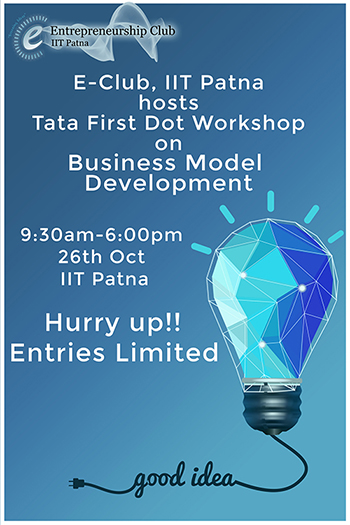 Entrepreneurship Club
IIT Patna
E-Club, IIT Patna
hosts
Tata First Dot Workshop
on
Business Model
Development
9:30am-6:00pm
26th Oct
IIT Patna
Hurry up!!
Entries Limited
good idea